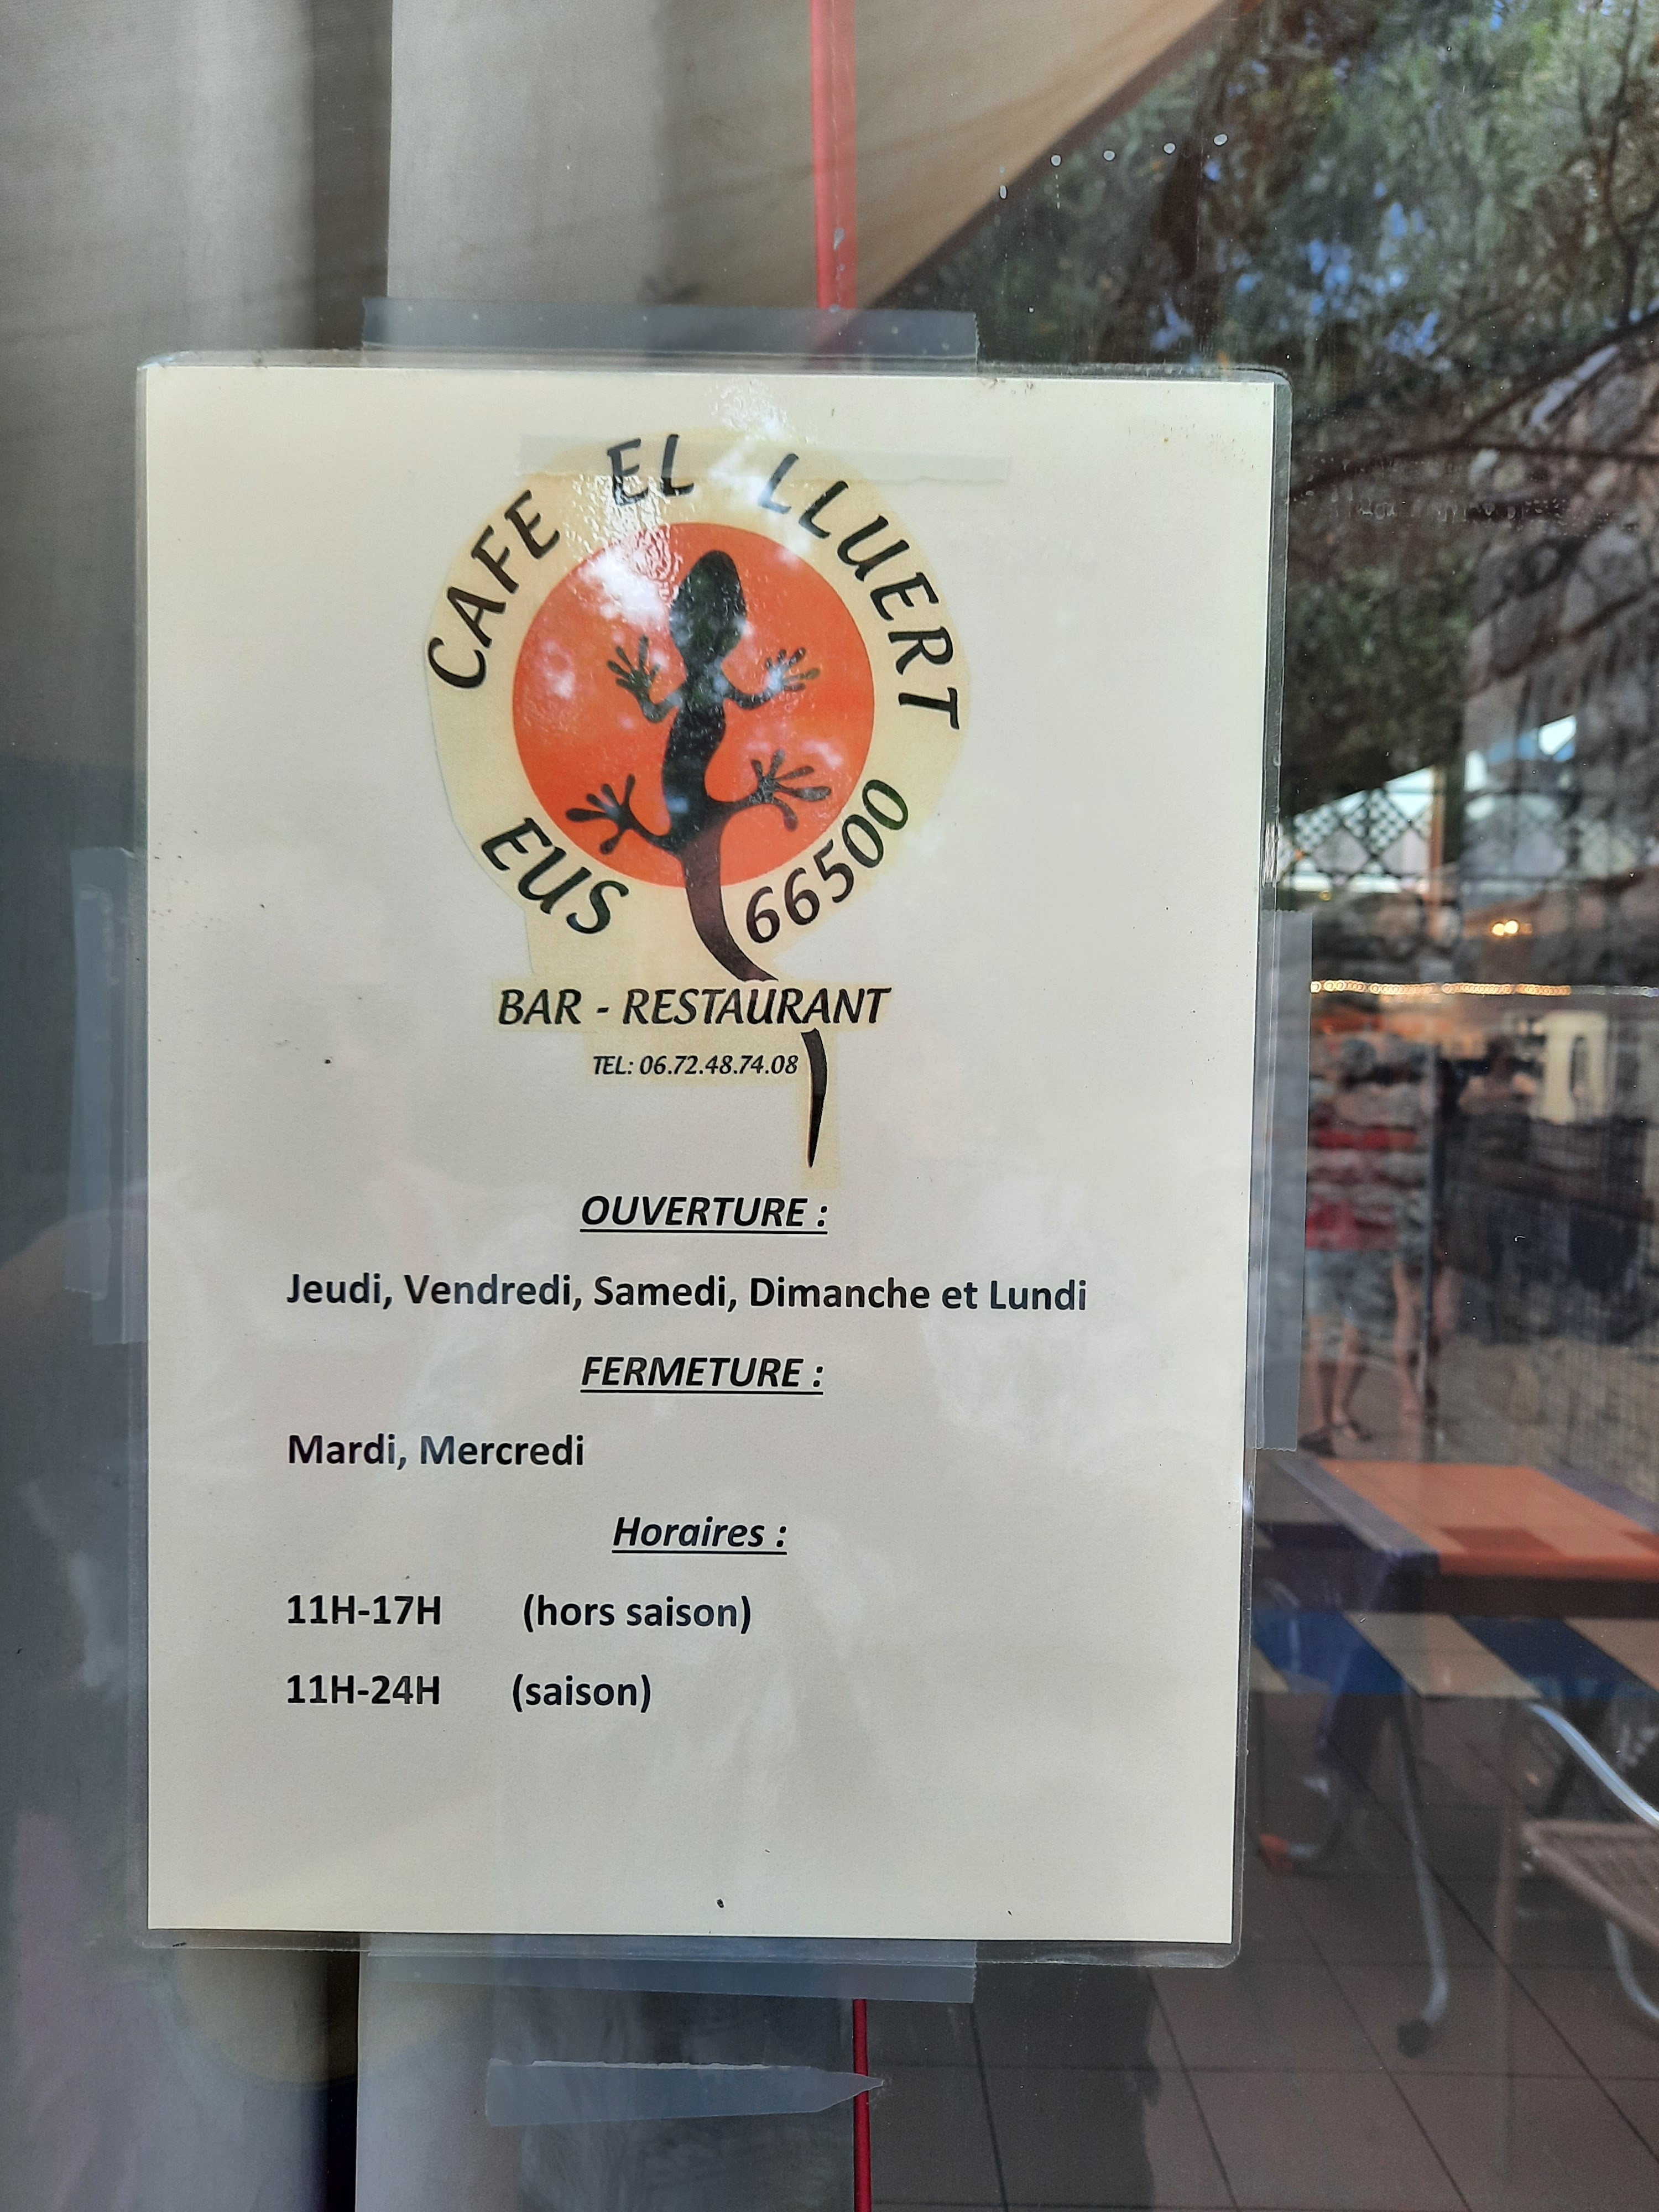 CAFE EL LLUERT
EUS 66500
BAR - RESTAURANT
TEL: 06.72.48.74.08
OUVERTURE :
Jeudi, Vendredi, Samedi, Dimanche et Lundi
FERMETURE :
Mardi, Mercredi
Horaires :
11H-17H (hors saison)
11H-24H (saison)